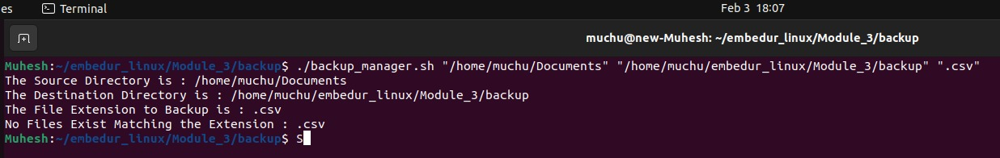 es Terminal Feb 3 18:07
muchu@new-Muhesh: ~/embedur_linux/Module_3/backup
Muhesh:~/embedur_linux/Module_3/backup$ ./backup_manager.sh "/home/muchu/Documents" "/home/muchu/embedur_linux/Module_3/backup" ".csv"
The Source Directory is : /home/muchu/Documents
The Destination Directory is : /home/muchu/embedur_linux/Module_3/backup
The File Extension to Backup is : .csv
No Files Exist Matching the Extension : .csv
Muhesh:~/embedur_linux/Module_3/backup$ S